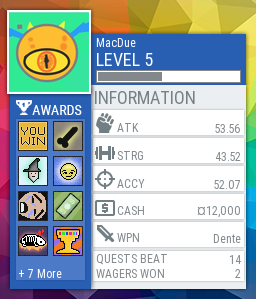 MacDue
LEVEL 5
AWARDS
YOU
WIN
+ 7 More
INFORMATION
ATK 53.56
STRG 43.52
ACCY 52.07
CASH ¤12,000
WPN Dente
QUESTS BEAT 14
WAGERS WON 2